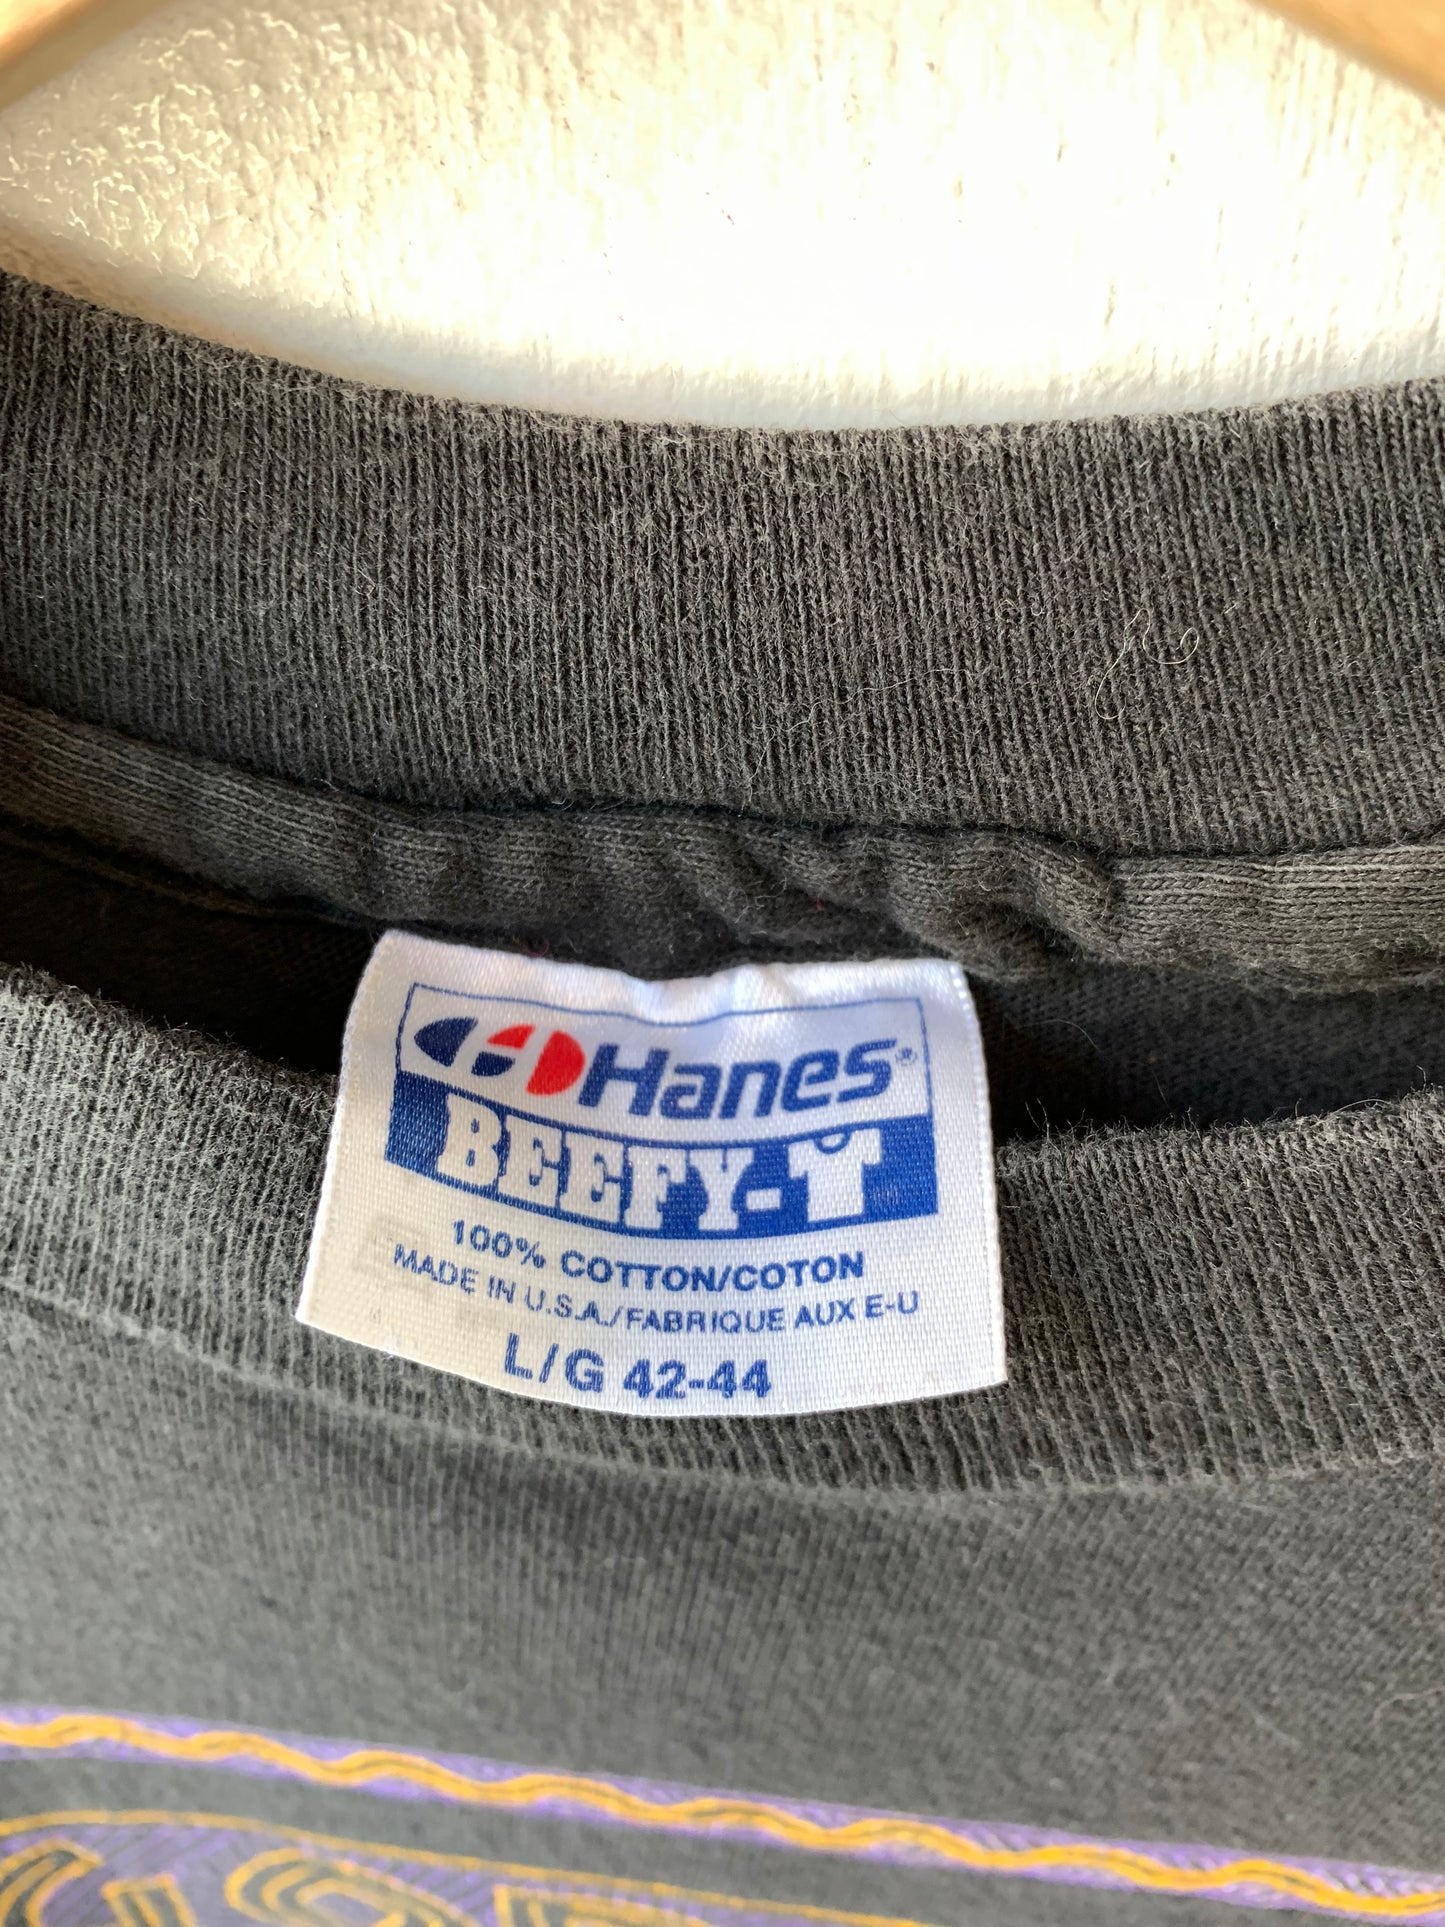 Hanes®
BEEFY-T
100% COTTON/COTON
MADE IN U.S.A./FABRIQUE AUX E-U
L/G 42-44